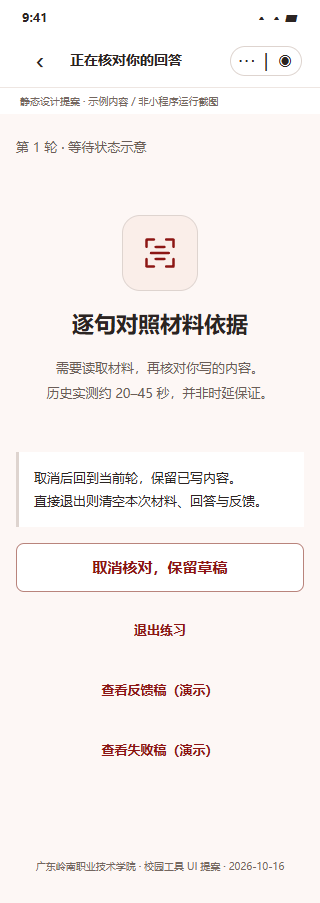 9:41
正在核对你的回答
静态设计提案 · 示例内容 / 非小程序运行截图
第 1 轮 · 等待状态示意
逐句对照材料依据
需要读取材料，再核对你写的内容。
历史实测约 20–45 秒，并非时延保证。
取消后回到当前轮，保留已写内容。
直接退出则清空本次材料、回答与反馈。
取消核对，保留草稿
退出练习
查看反馈稿（演示）
查看失败稿（演示）
广东岭南职业技术学院 · 校园工具 UI 提案 · 2026-10-16